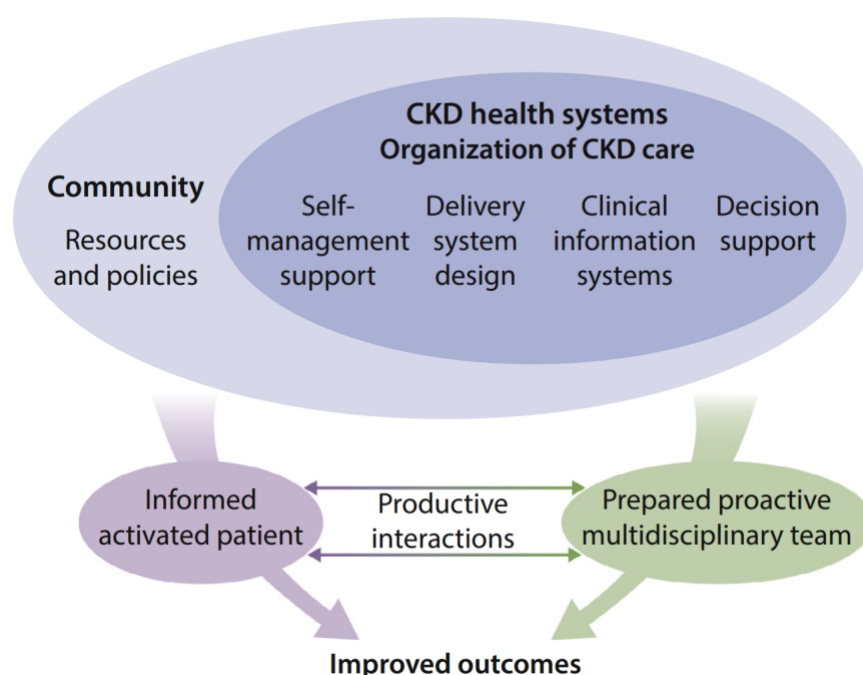 CKD health systems
Organization of CKD care
Community
Resources
and policies
Self-
management
support
Delivery
system
design
Clinical
information
systems
Decision
support
Informed
activated patient
Productive
interactions
Prepared proactive
multidisciplinary team
Improved outcomes